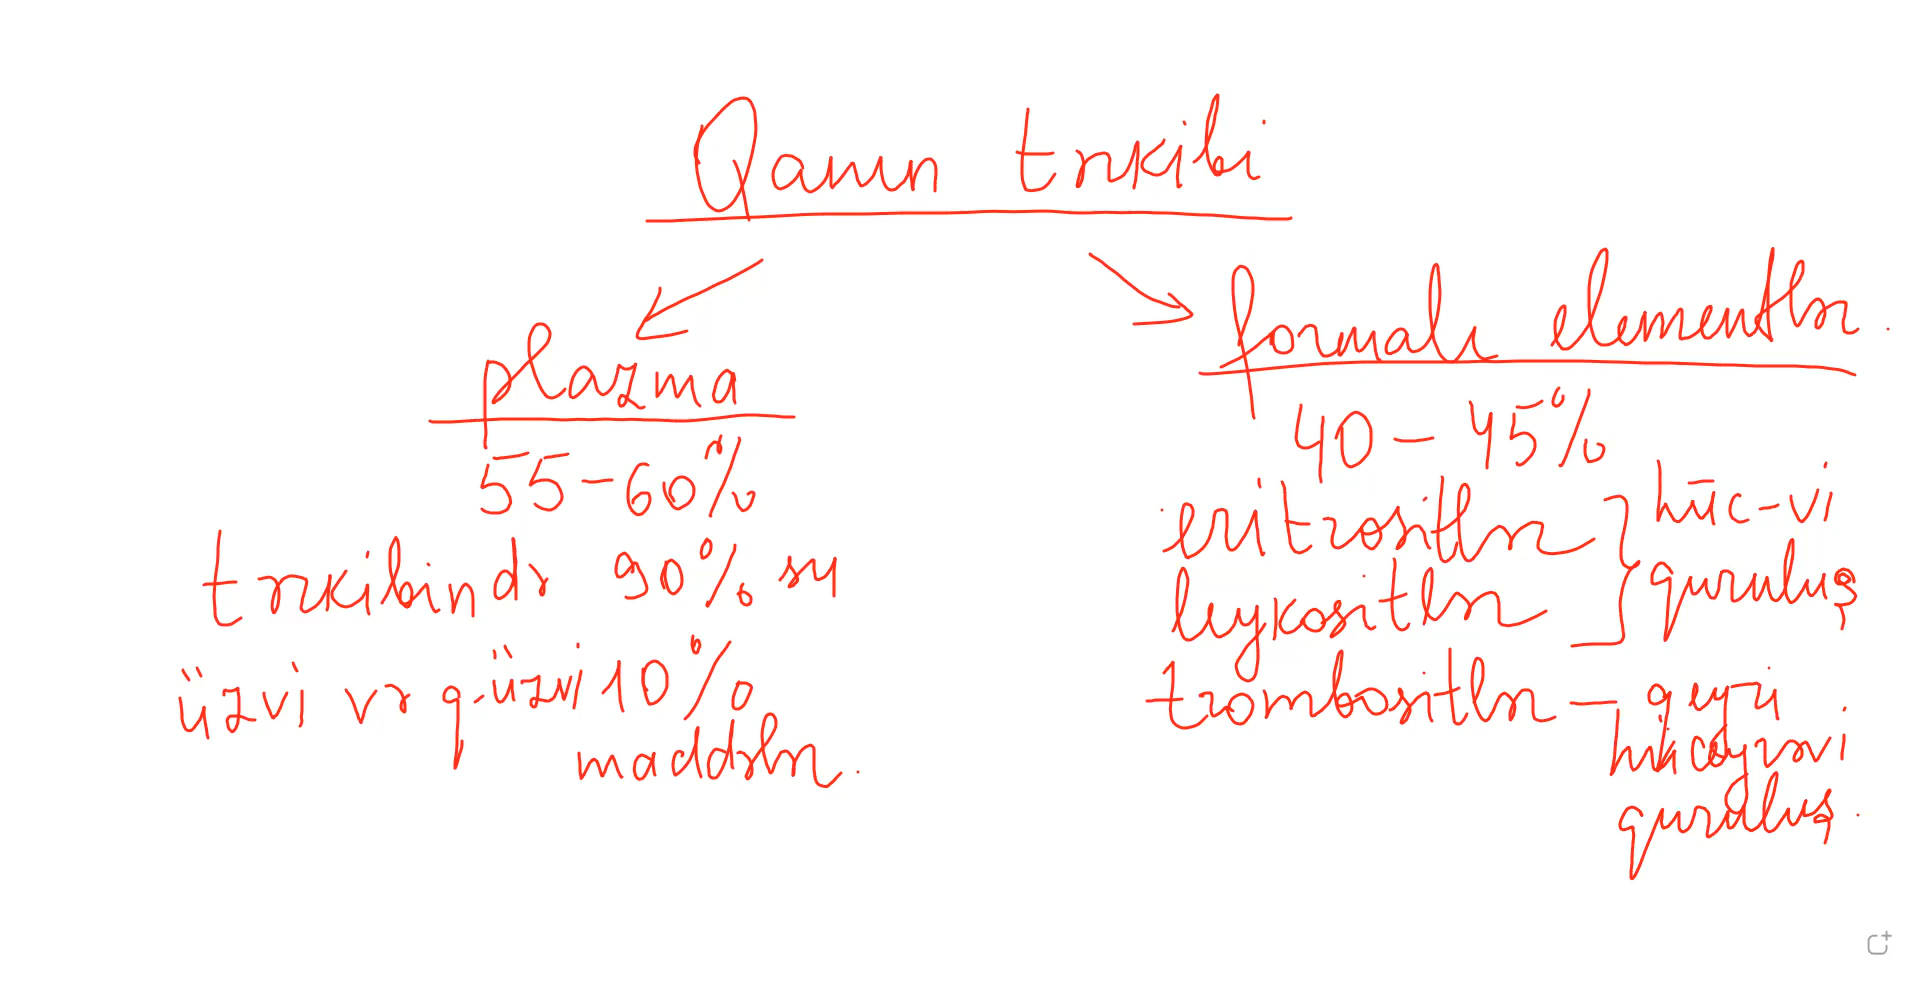 Qanın tərkibi
plazma
55-60%
tərkibində 90% su
üzvi və q-üzvi 10%
maddələr.
formalı elementlər.
40-45%
eritrositlər
leykositlər
hüc-vi
quruluş
trombositlər - qeyri
hüceyrəvi
quruluş.